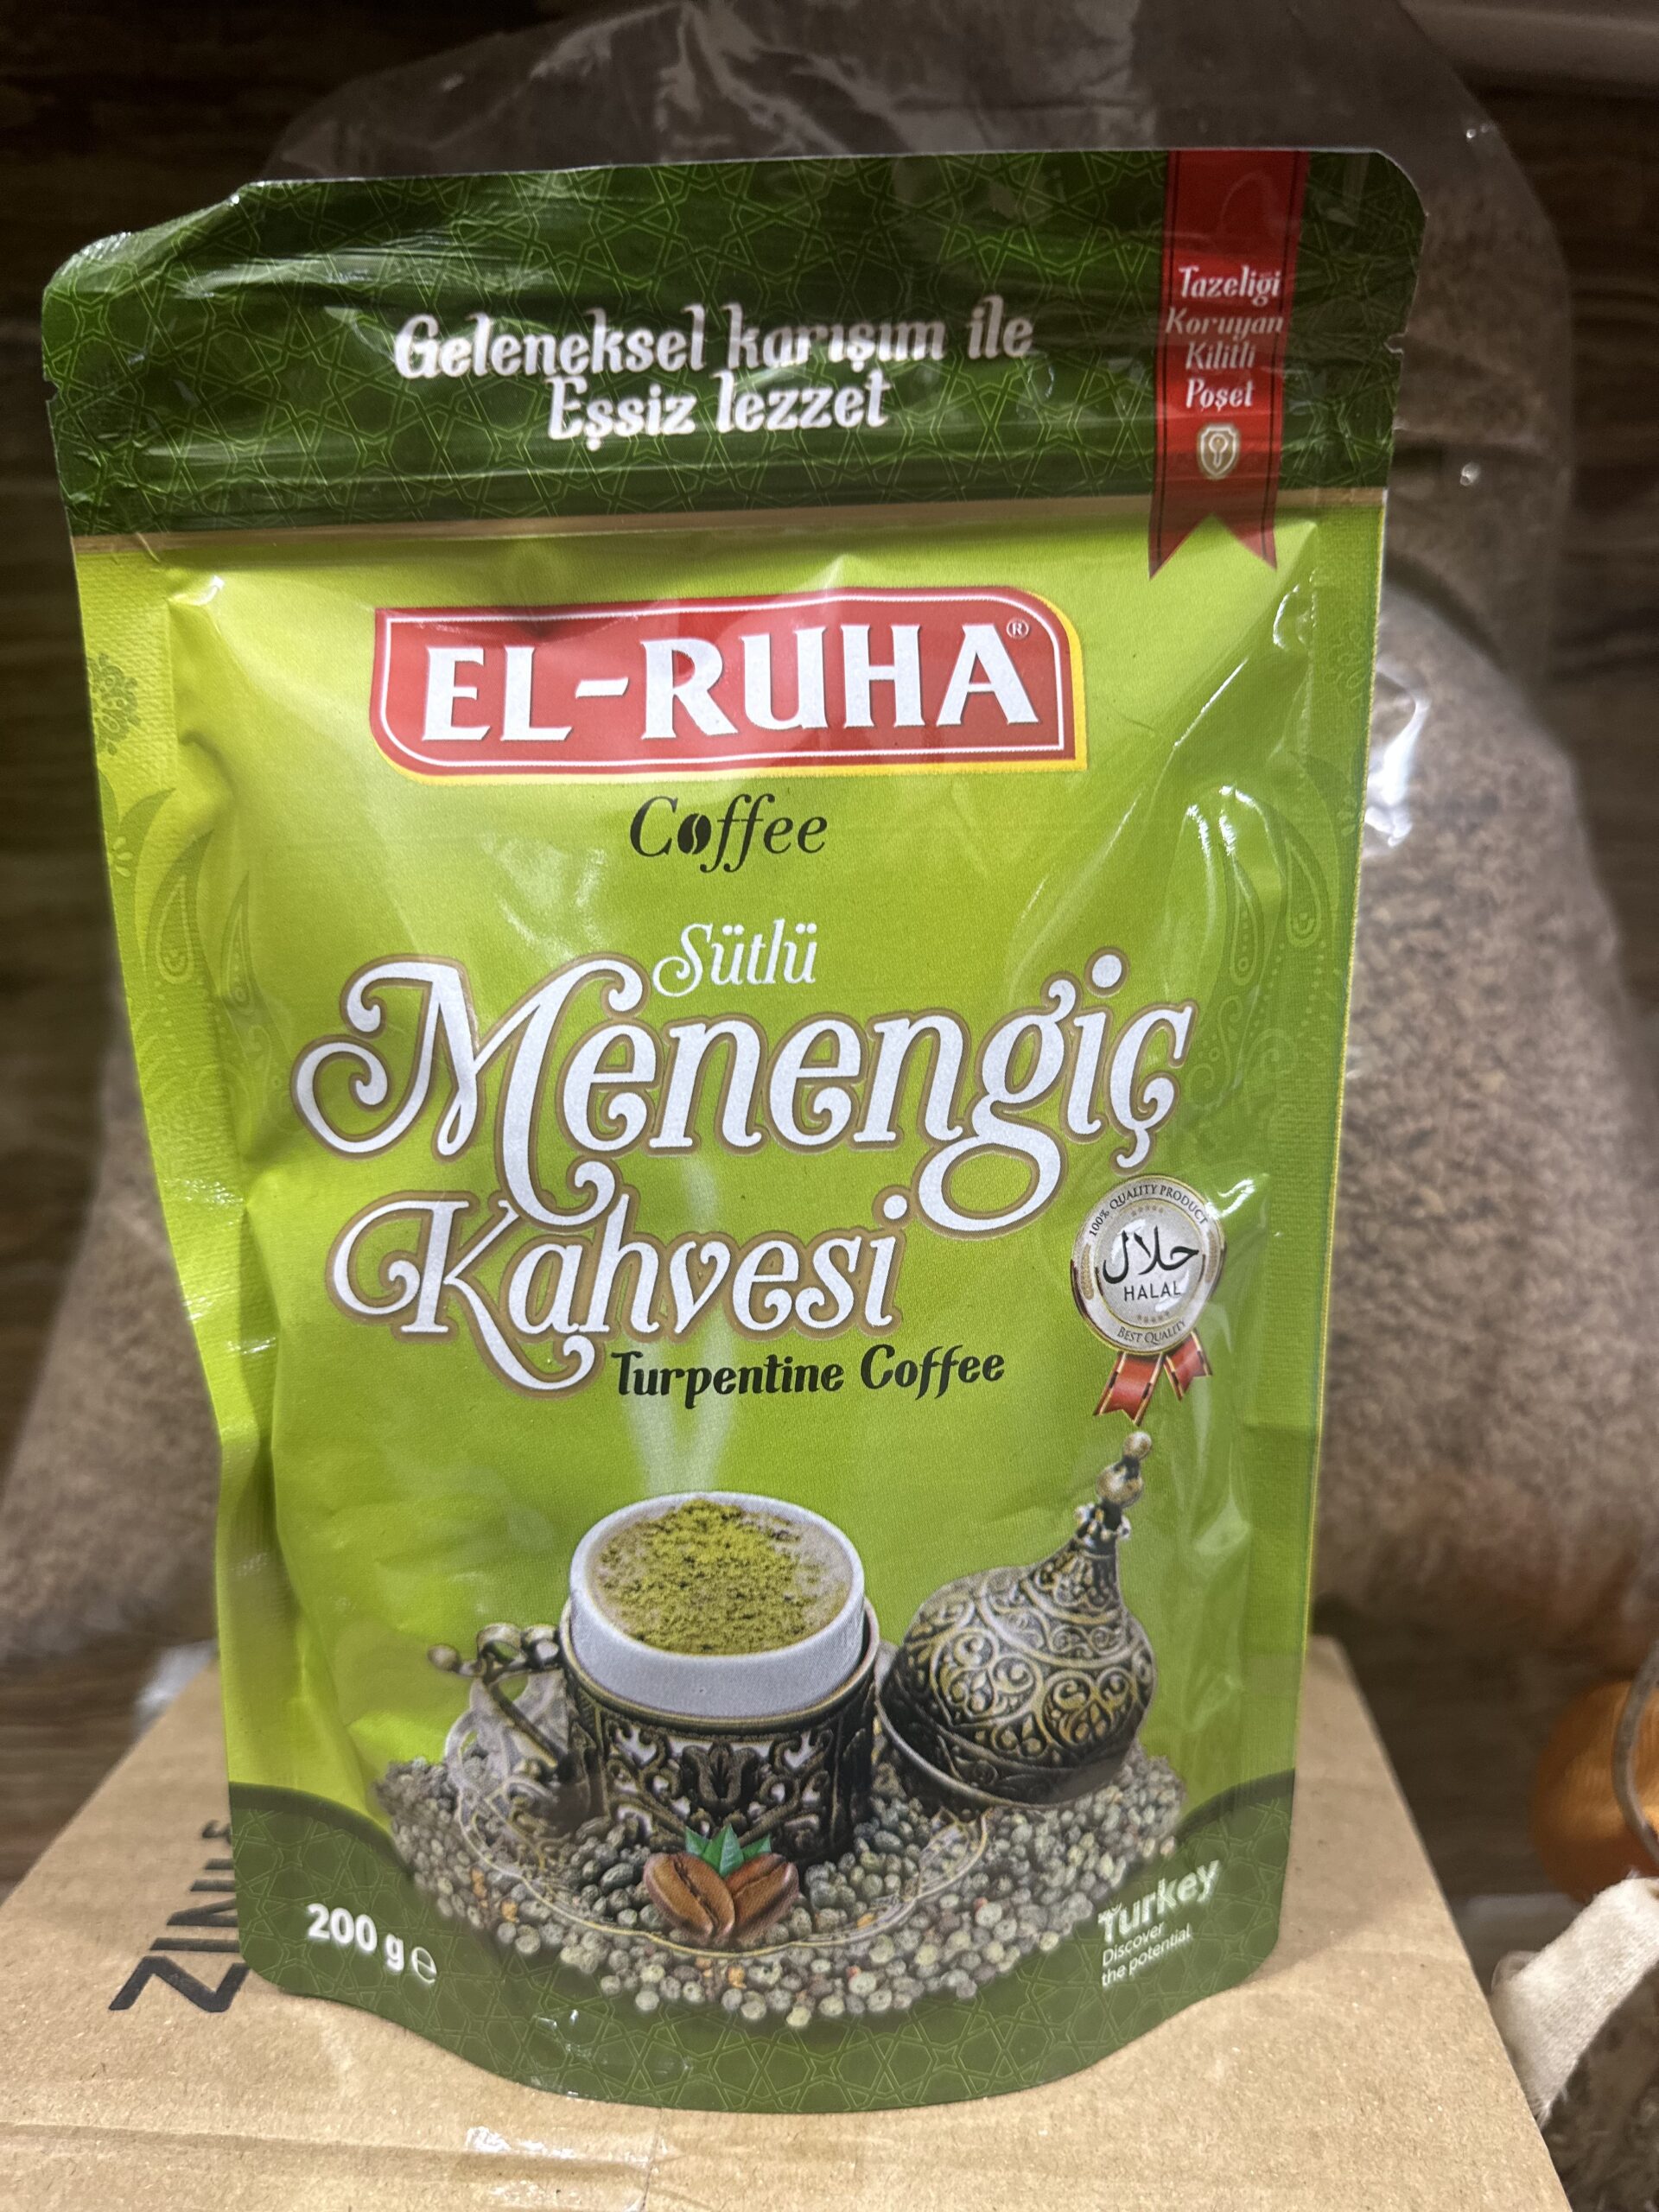 Geleneksel karışım ile
Eşsiz lezzet
Tazeliği
Koruyan
Kilitli
Poşet
EL-RUHA®
Coffee
Sütlü
Menengiç
Kahvesi
Turpentine Coffee
100% QUALITY PRODUCT
حلال
HALAL
BEST QUALITY
200 g ℮
Turkey
Discover
the potential